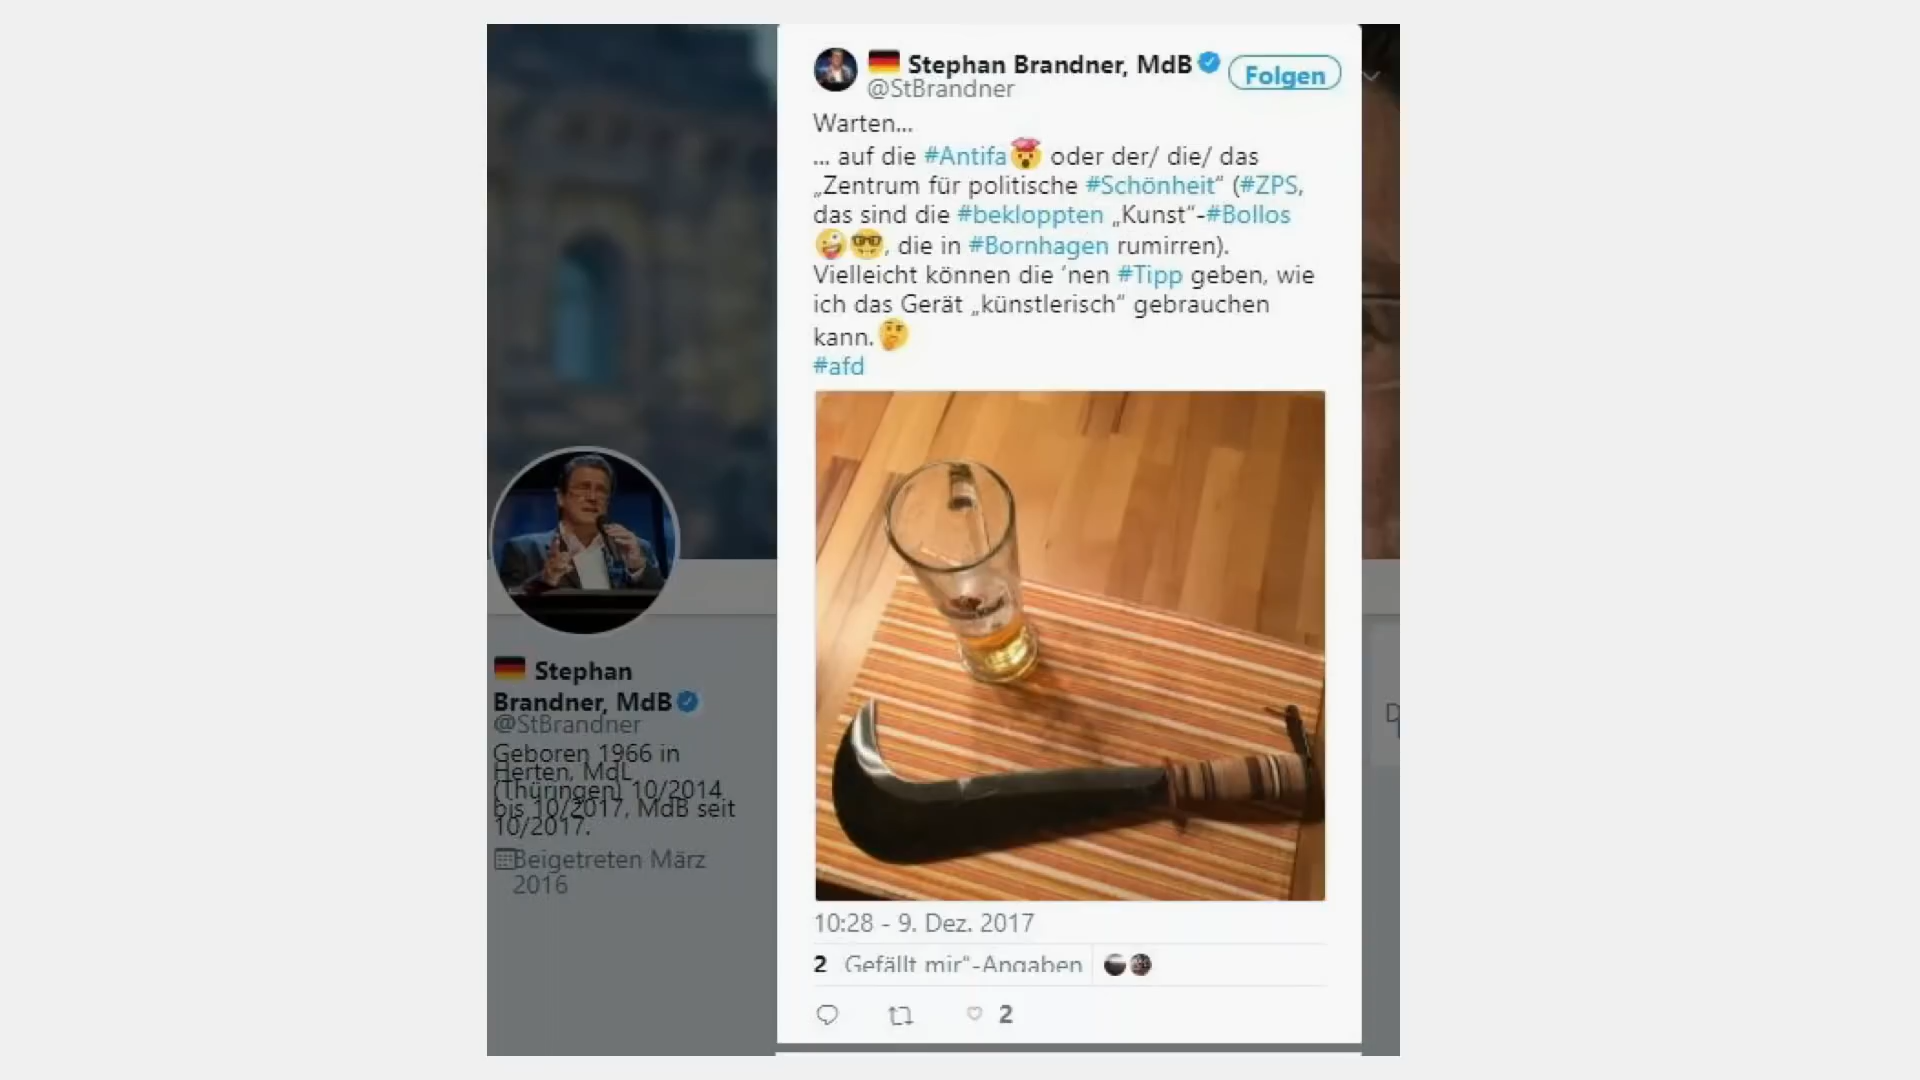 Stephan Brandner, MdB
@StBrandner
Folgen
Warten...
... auf die #Antifa🤯 oder der/ die/ das
„Zentrum für politische #Schönheit“ (#ZPS,
das sind die #bekloppten „Kunst“-#Bollos
🤪🤓, die in #Bornhagen rumirren).
Vielleicht können die ‘nen #Tipp geben, wie
ich das Gerät „künstlerisch“ gebrauchen
kann.🤔
#afd
10:28 - 9. Dez. 2017
2 Gefällt mir“-Angaben
2
Stephan
Brandner, MdB
@StBrandner
Geboren 1966 in
Herten, MdL
(Thüringen) 10/2014
bis 10/2017, MdB seit
10/2017.
Beigetreten März
2016
D